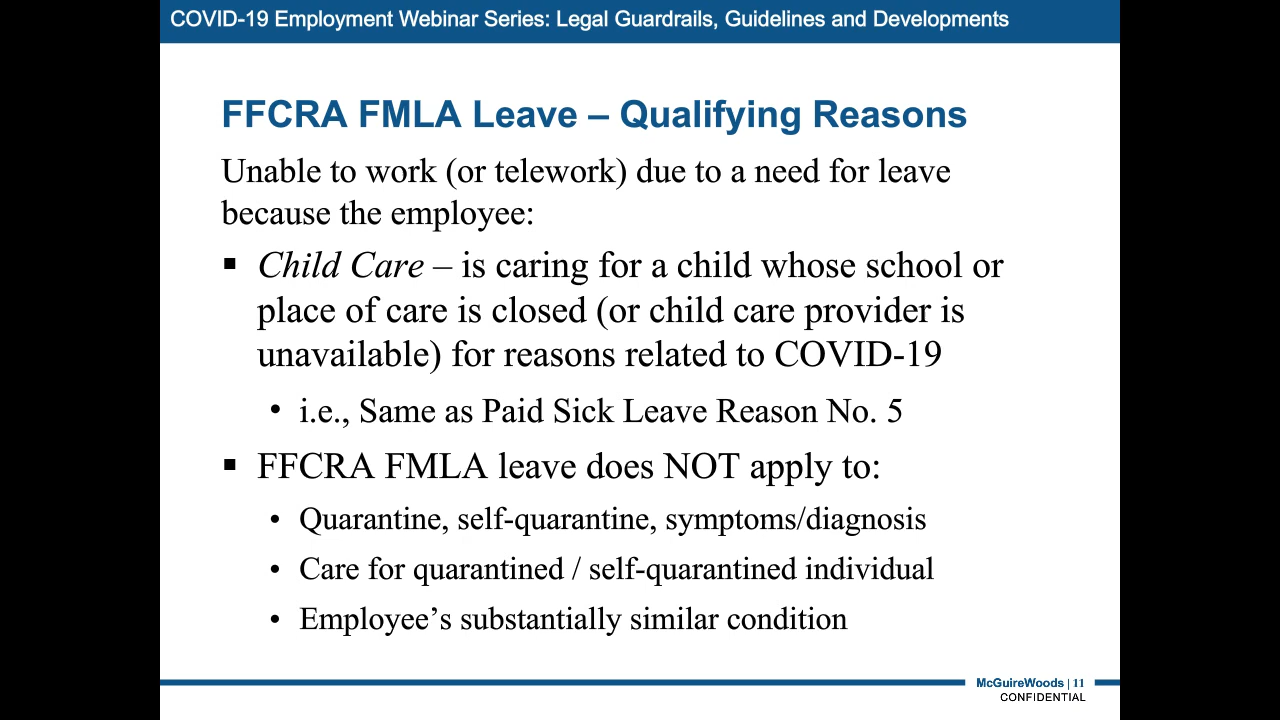 COVID-19 Employment Webinar Series: Legal Guardrails, Guidelines and Developments
FFCRA FMLA Leave – Qualifying Reasons
Unable to work (or telework) due to a need for leave
because the employee:
▪ Child Care – is caring for a child whose school or
place of care is closed (or child care provider is
unavailable) for reasons related to COVID-19
• i.e., Same as Paid Sick Leave Reason No. 5
▪ FFCRA FMLA leave does NOT apply to:
• Quarantine, self-quarantine, symptoms/diagnosis
• Care for quarantined / self-quarantined individual
• Employee’s substantially similar condition
McGuireWoods | 11
CONFIDENTIAL